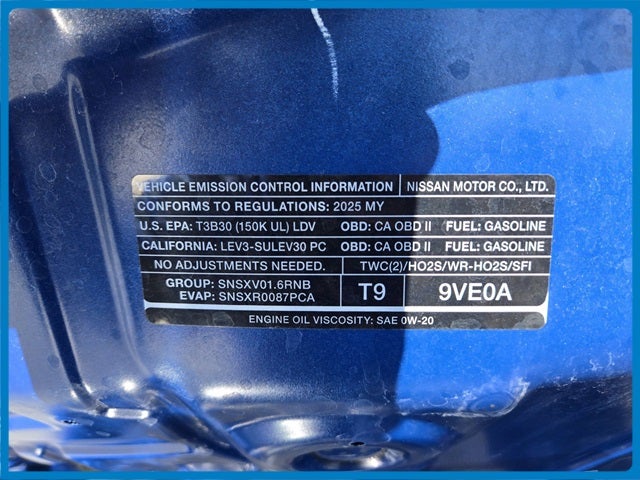 VEHICLE EMISSION CONTROL INFORMATION NISSAN MOTOR CO., LTD.
CONFORMS TO REGULATIONS: 2025 MY
U.S. EPA: T3B30 (150K UL) LDV OBD: CA OBD II FUEL: GASOLINE
CALIFORNIA: LEV3-SULEV30 PC OBD: CA OBD II FUEL: GASOLINE
NO ADJUSTMENTS NEEDED. TWC(2)/HO2S/WR-HO2S/SFI
GROUP: SNSXV01.6RNB
EVAP: SNSXR0087PCA
T9 9VE0A
ENGINE OIL VISCOSITY: SAE 0W-20